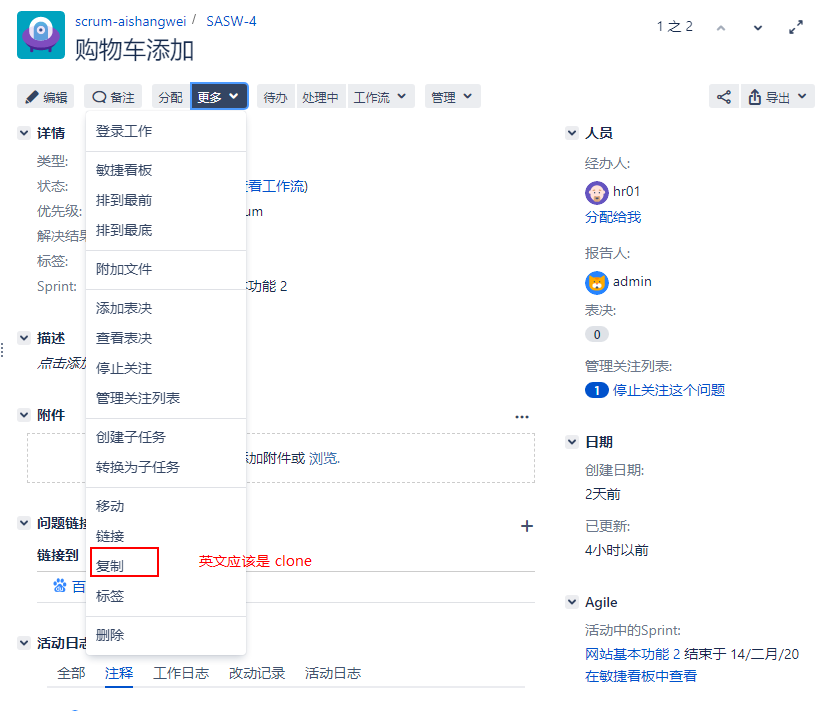 scrum-aishangwei / SASW-4
1 之 2
购物车添加
编辑 备注 分配 更多 待办 处理中 工作流 管理 导出
详情
类型:
状态: 查看工作流)
优先级: um
解决结果
标签:
Sprint: 本功能 2
登录工作
敏捷看板
排到最前
排到最底
附加文件
添加表决
查看表决
停止关注
管理关注列表
创建子任务
转换为子任务
移动
链接
复制
标签
删除
英文应该是 clone
描述
点击添加
附件
添加附件或 浏览.
问题链接
链接到
百
活动日志
全部 注释 工作日志 改动记录 活动日志
人员
经办人:
hr01
分配给我
报告人:
admin
表决:
0
管理关注列表:
1 停止关注这个问题
日期
创建日期:
2天前
已更新:
4小时以前
Agile
活动中的Sprint:
网站基本功能 2 结束于 14/二月/20
在敏捷看板中查看